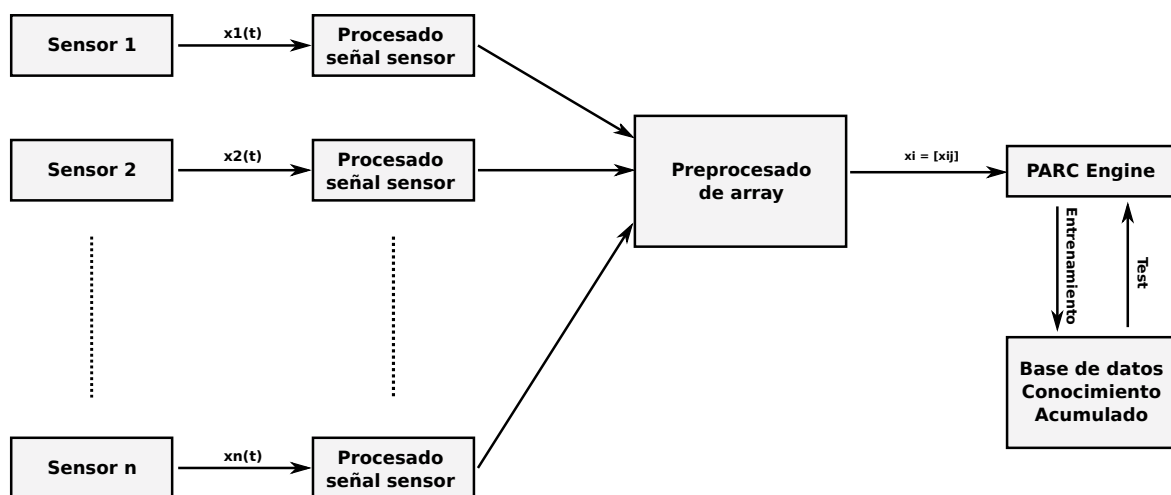 Sensor 1
x1(t)
Procesado
señal sensor
Sensor 2
x2(t)
Procesado
señal sensor
Preprocesado
de array
xi = [xij]
PARC Engine
Entrenamiento
Test
Base de datos
Conocimiento
Acumulado
Sensor n
xn(t)
Procesado
señal sensor